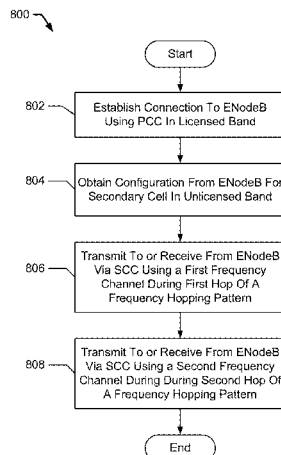 800
Start
802
Establish Connection To ENodeB
Using PCC In Licensed Band
804
Obtain Configuration From ENodeB For
Secondary Cell In Unlicensed Band
806
Transmit To or Receive From ENodeB
Via SCC Using a First Frequency
Channel During First Hop Of A
Frequency Hopping Pattern
808
Transmit To or Receive From ENodeB
Via SCC Using a Second Frequency
Channel During During Second Hop Of
A Frequency Hopping Pattern
End